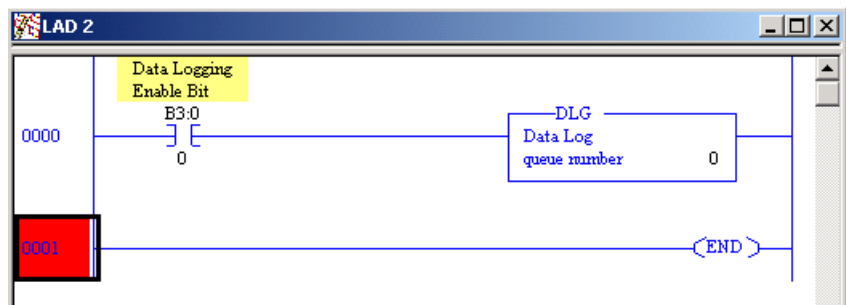 LAD 2
Data Logging
Enable Bit
B3:0
DLG
0000
Data Log
0
queue number 0
0001
END